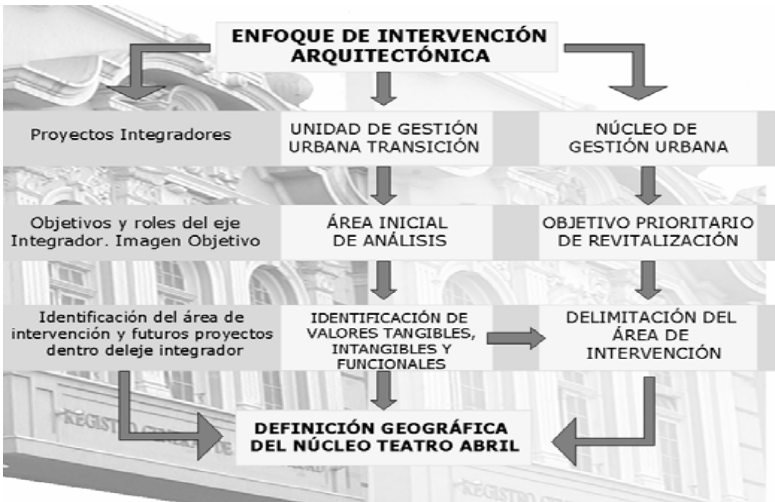 ENFOQUE DE INTERVENCIÓN
ARQUITECTÓNICA
Proyectos Integradores
UNIDAD DE GESTIÓN
URBANA TRANSICIÓN
NÚCLEO DE
GESTIÓN URBANA
Objetivos y roles del eje
Integrador. Imagen Objetivo
ÁREA INICIAL
DE ANÁLISIS
OBJETIVO PRIORITARIO
DE REVITALIZACIÓN
Identificación del área de
intervención y futuros proyectos
dentro deleje integrador
IDENTIFICACIÓN DE
VALORES TANGIBLES,
INTANGIBLES Y
FUNCIONALES
DELIMITACIÓN DEL
ÁREA DE
INTERVENCIÓN
DEFINICIÓN GEOGRÁFICA
DEL NÚCLEO TEATRO ABRIL
REGISTRO